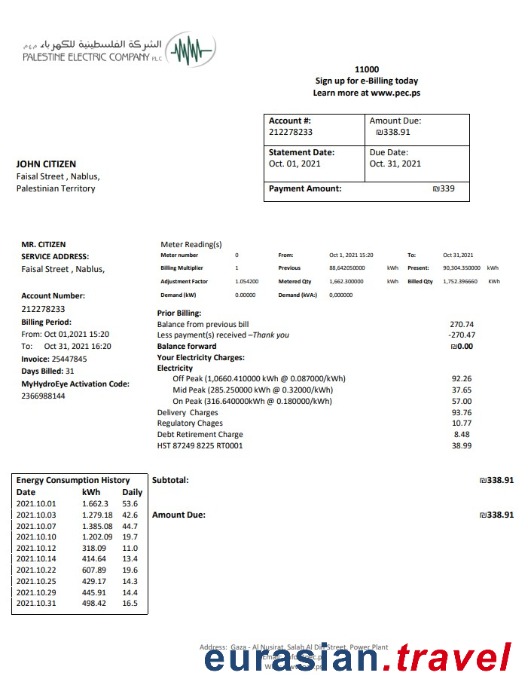 الشركة الفلسطينية للكهرباء م.ع.م
PALESTINE ELECTRIC COMPANY PLC
11000
Sign up for e-Billing today
Learn more at www.pec.ps
Account #:
212278233
Amount Due:
₪338.91
Statement Date:
Oct. 01, 2021
Due Date:
Oct. 31, 2021
Payment Amount: ₪339
JOHN CITIZEN
Faisal Street , Nablus,
Palestinian Territory
MR. CITIZEN
SERVICE ADDRESS:
Faisal Street , Nablus,
Account Number:
212278233
Billing Period:
From: Oct 01,2021 15:20
To: Oct 31, 2021 16:20
Invoice: 25447845
Days Billed: 31
MyHydroEye Activation Code:
2366988144
Meter Reading(s)
Meter number 0 From: Oct 1, 2021 15:20 To: Oct 31,2021
Billing Multiplier 1 Previous 88,642050000 kWh Present: 90,304.350000 kWh
Adjustment Factor 1.054200 Metered Qty 1,662.300000 kWh Billed Qty 1,752.396660 KWh
Demand (kW) 0.00000 Demand (kVA:) 0,000000
Prior Billing:
Balance from previous bill 270.74
Less payment(s) received –Thank you -270.47
Balance forward ₪0.00
Your Electricity Charges:
Electricity
Off Peak (1,0660.410000 kWh @ 0.087000/kWh) 92.26
Mid Peak (285.250000 kWh @ 0.32000/kWh) 37.65
On Peak (316.640000kWh @ 0.180000/kWh) 57.00
Delivery Charges 93.76
Regulatory Chages 10.77
Debt Retirement Charge 8.48
HST 87249 8225 RT0001 38.99
Subtotal: ₪338.91
Amount Due: ₪338.91
Energy Consumption History
Date kWh Daily
2021.10.01 1.662.3 53.6
2021.10.03 1.279.18 42.6
2021.10.07 1.385.08 44.7
2021.10.10 1.202.09 19.7
2021.10.12 318.09 11.0
2021.10.14 414.64 13.4
2021.10.22 607.89 19.6
2021.10.25 429.17 14.3
2021.10.29 445.91 14.4
2021.10.31 498.42 16.5
Address: Gaza - Al Nusirat, Salah Al Din Street, Power Plant
eurasian.travel